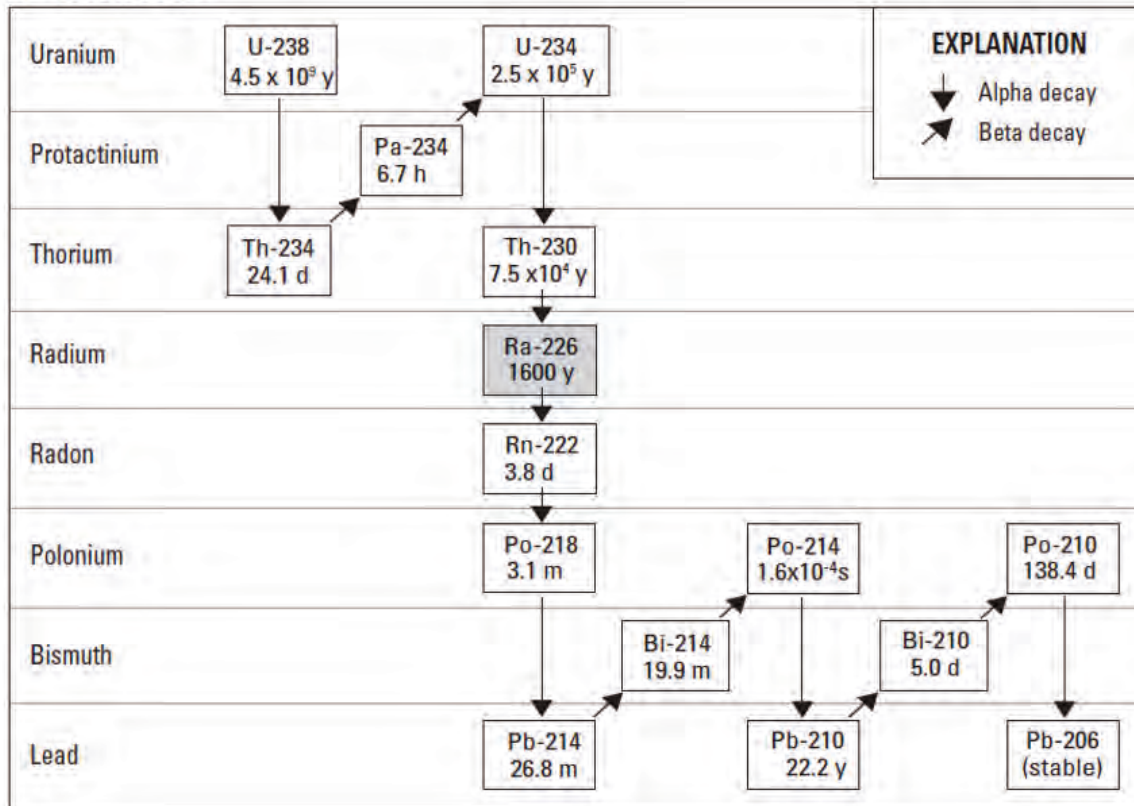 Uranium
U-238
4.5 x 10⁹ y
U-234
2.5 x 10⁵ y
EXPLANATION
Alpha decay
Beta decay
Protactinium
Pa-234
6.7 h
Thorium
Th-234
24.1 d
Th-230
7.5 x10⁴ y
Radium
Ra-226
1600 y
Radon
Rn-222
3.8 d
Polonium
Po-218
3.1 m
Po-214
1.6x10⁻⁴s
Po-210
138.4 d
Bismuth
Bi-214
19.9 m
Bi-210
5.0 d
Lead
Pb-214
26.8 m
Pb-210
22.2 y
Pb-206
(stable)